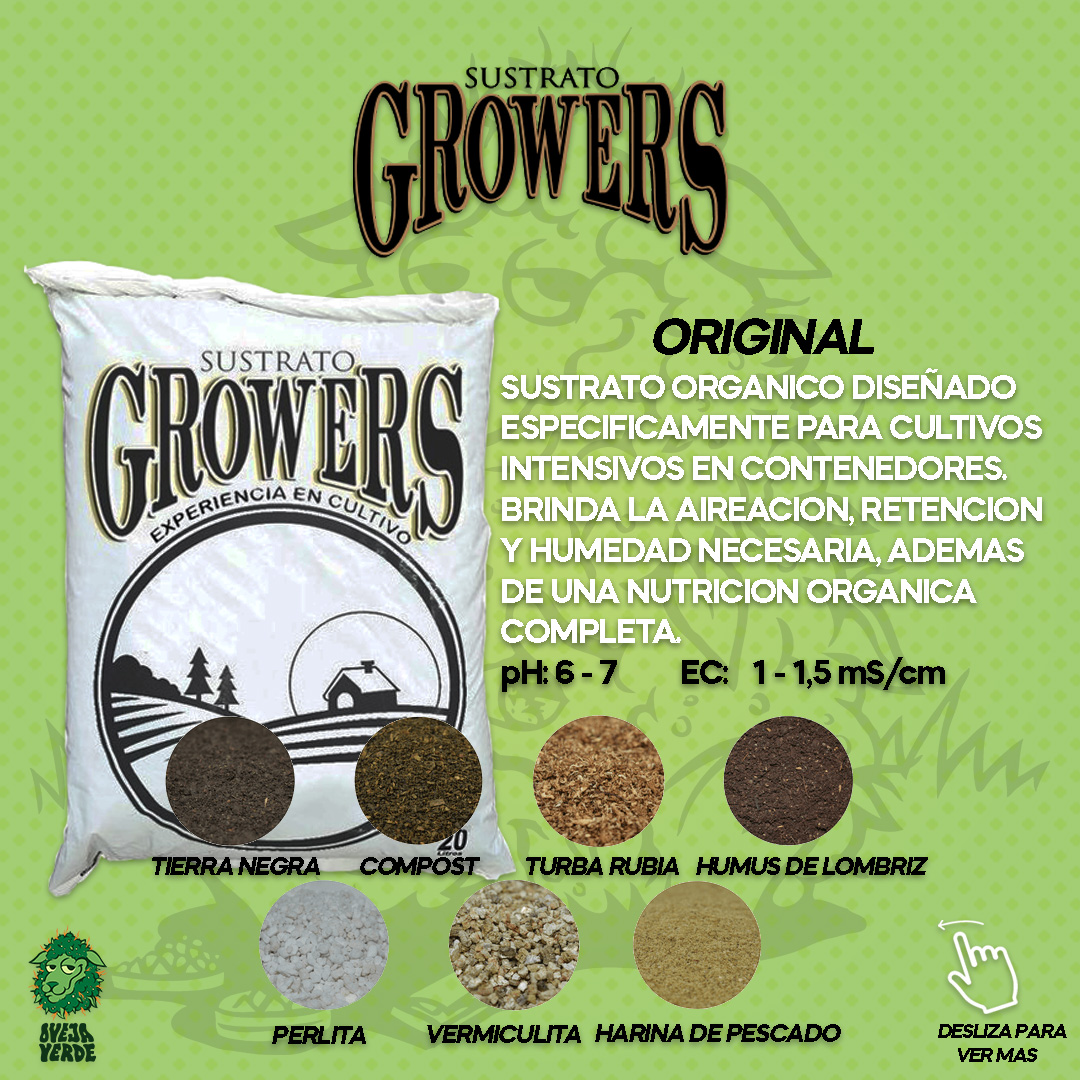 SUSTRATO
GROWERS
SUSTRATO
GROWERS
EXPERIENCIA EN CULTIVO
20
Litros
ORIGINAL
SUSTRATO ORGANICO DISEÑADO
ESPECIFICAMENTE PARA CULTIVOS
INTENSIVOS EN CONTENEDORES.
BRINDA LA AIREACION, RETENCION
Y HUMEDAD NECESARIA, ADEMAS
DE UNA NUTRICION ORGANICA
COMPLETA.
pH: 6 - 7 EC: 1 - 1,5 mS/cm
TIERRA NEGRA COMPOST TURBA RUBIA HUMUS DE LOMBRIZ
PERLITA VERMICULITA HARINA DE PESCADO
OVEJA
VERDE
DESLIZA PARA
VER MAS